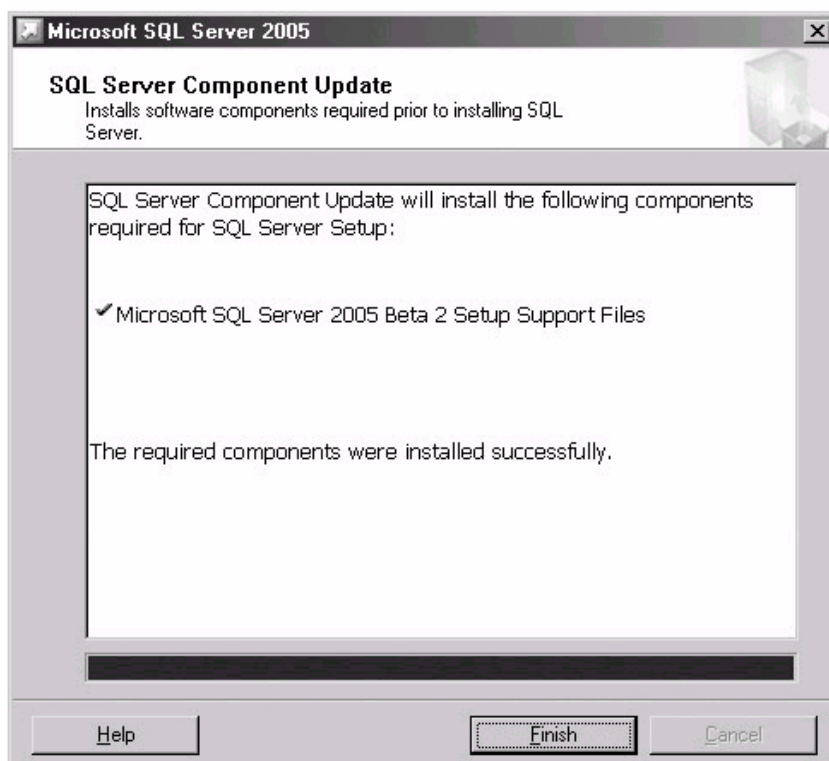 Microsoft SQL Server 2005
SQL Server Component Update
Installs software components required prior to installing SQL
Server.
SQL Server Component Update will install the following components
required for SQL Server Setup:
Microsoft SQL Server 2005 Beta 2 Setup Support Files
The required components were installed successfully.
Help
Finish
Cancel